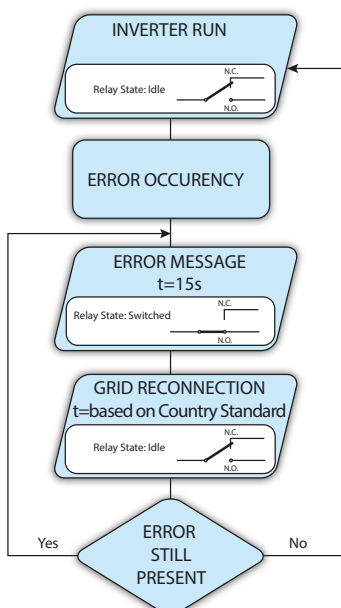 INVERTER RUN
N.C.
Relay State: Idle
N.O.
ERROR OCCURENCY
ERROR MESSAGE
t=15s
N.C.
Relay State: Switched
N.O.
GRID RECONNECTION
t=based on Country Standard
N.C.
Relay State: Idle
N.O.
Yes
ERROR
STILL
PRESENT
No